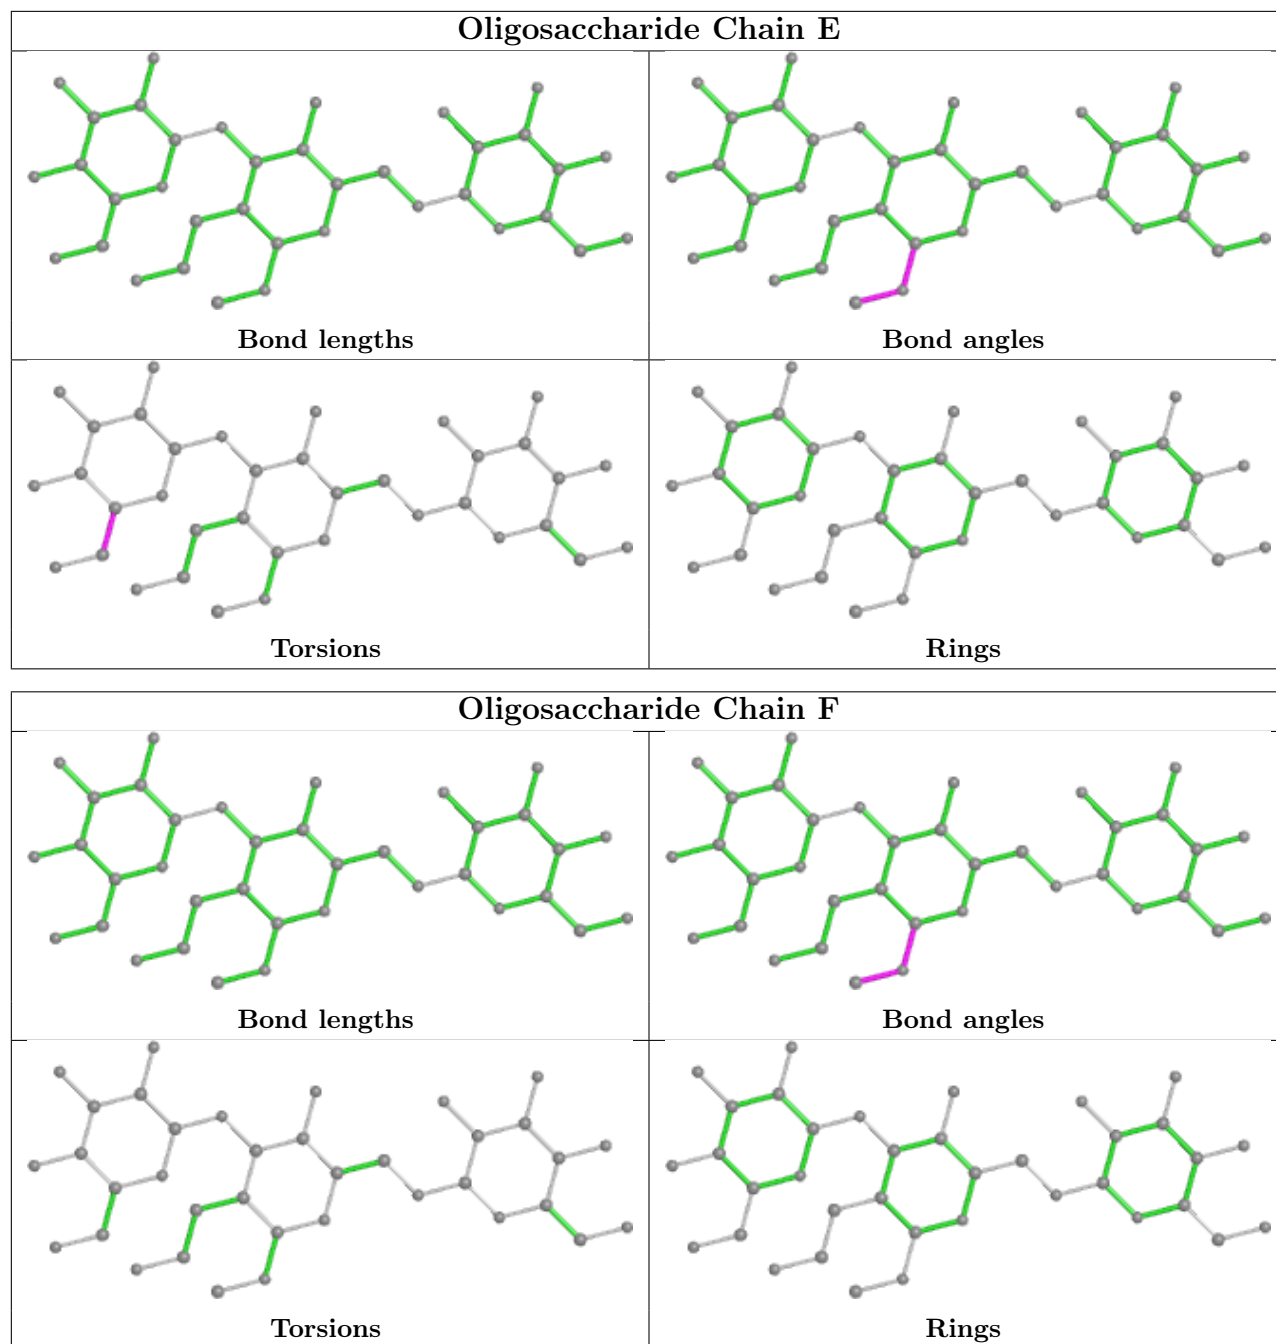 Oligosaccharide Chain E
Bond lengths
Bond angles
Torsions
Rings
Oligosaccharide Chain F
Bond lengths
Bond angles
Torsions
Rings